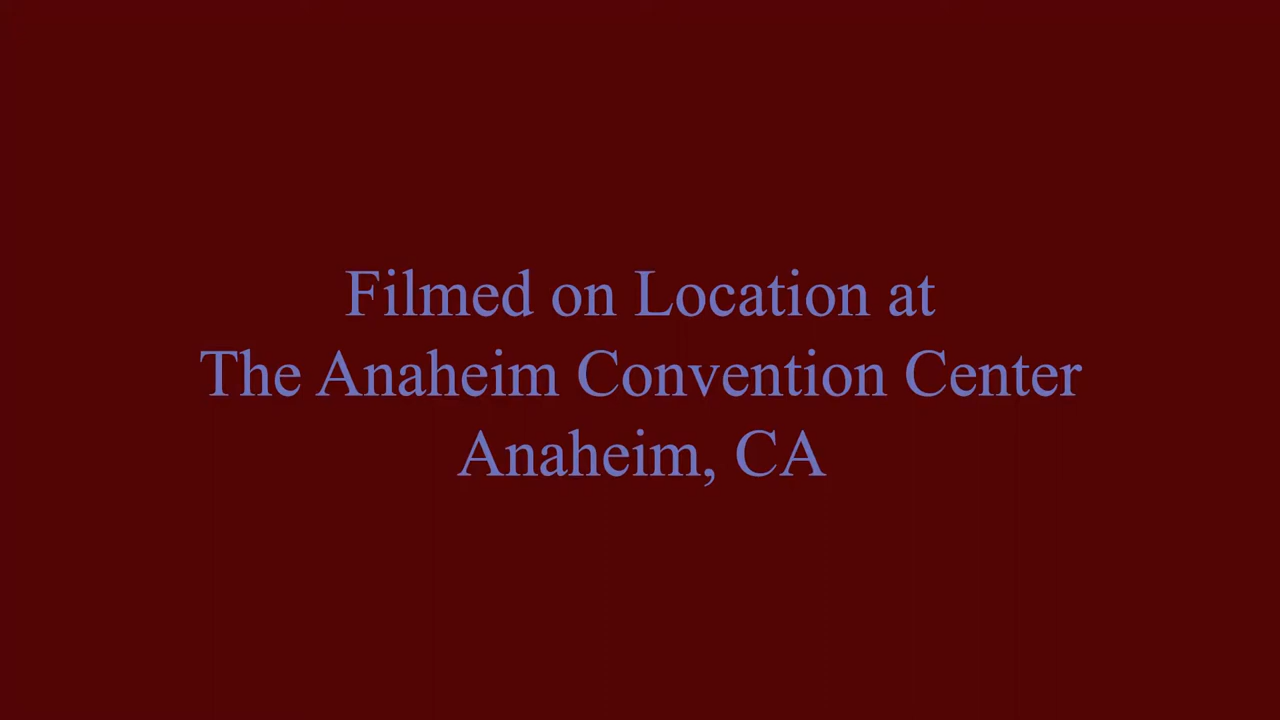 Filmed on Location at
The Anaheim Convention Center
Anaheim, CA